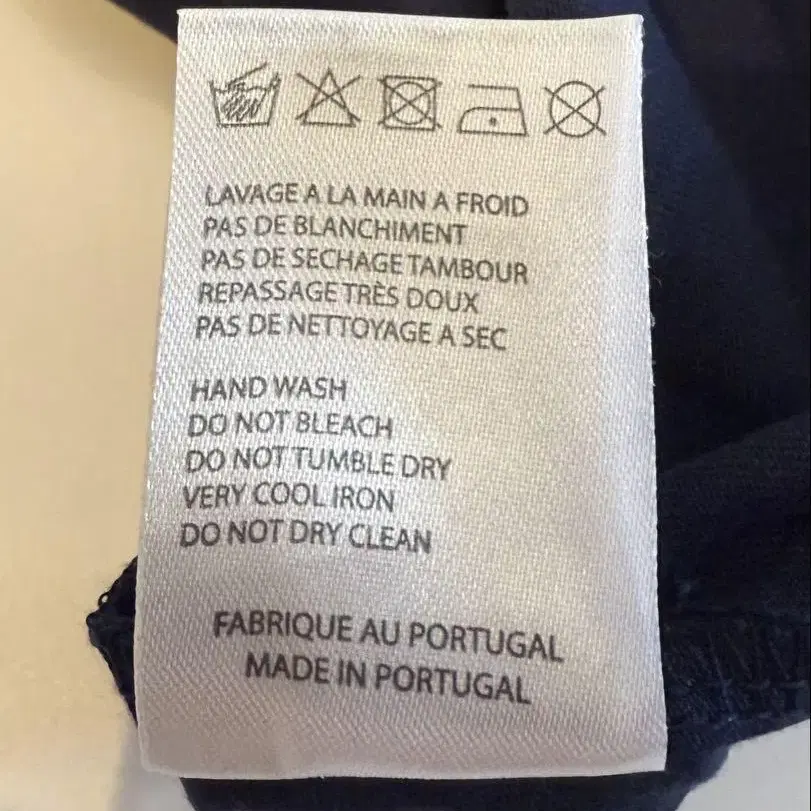 LAVAGE A LA MAIN A FROID
PAS DE BLANCHIMENT
PAS DE SECHAGE TAMBOUR
REPASSAGE TRÈS DOUX
PAS DE NETTOYAGE A SEC
HAND WASH
DO NOT BLEACH
DO NOT TUMBLE DRY
VERY COOL IRON
DO NOT DRY CLEAN
FABRIQUE AU PORTUGAL
MADE IN PORTUGAL